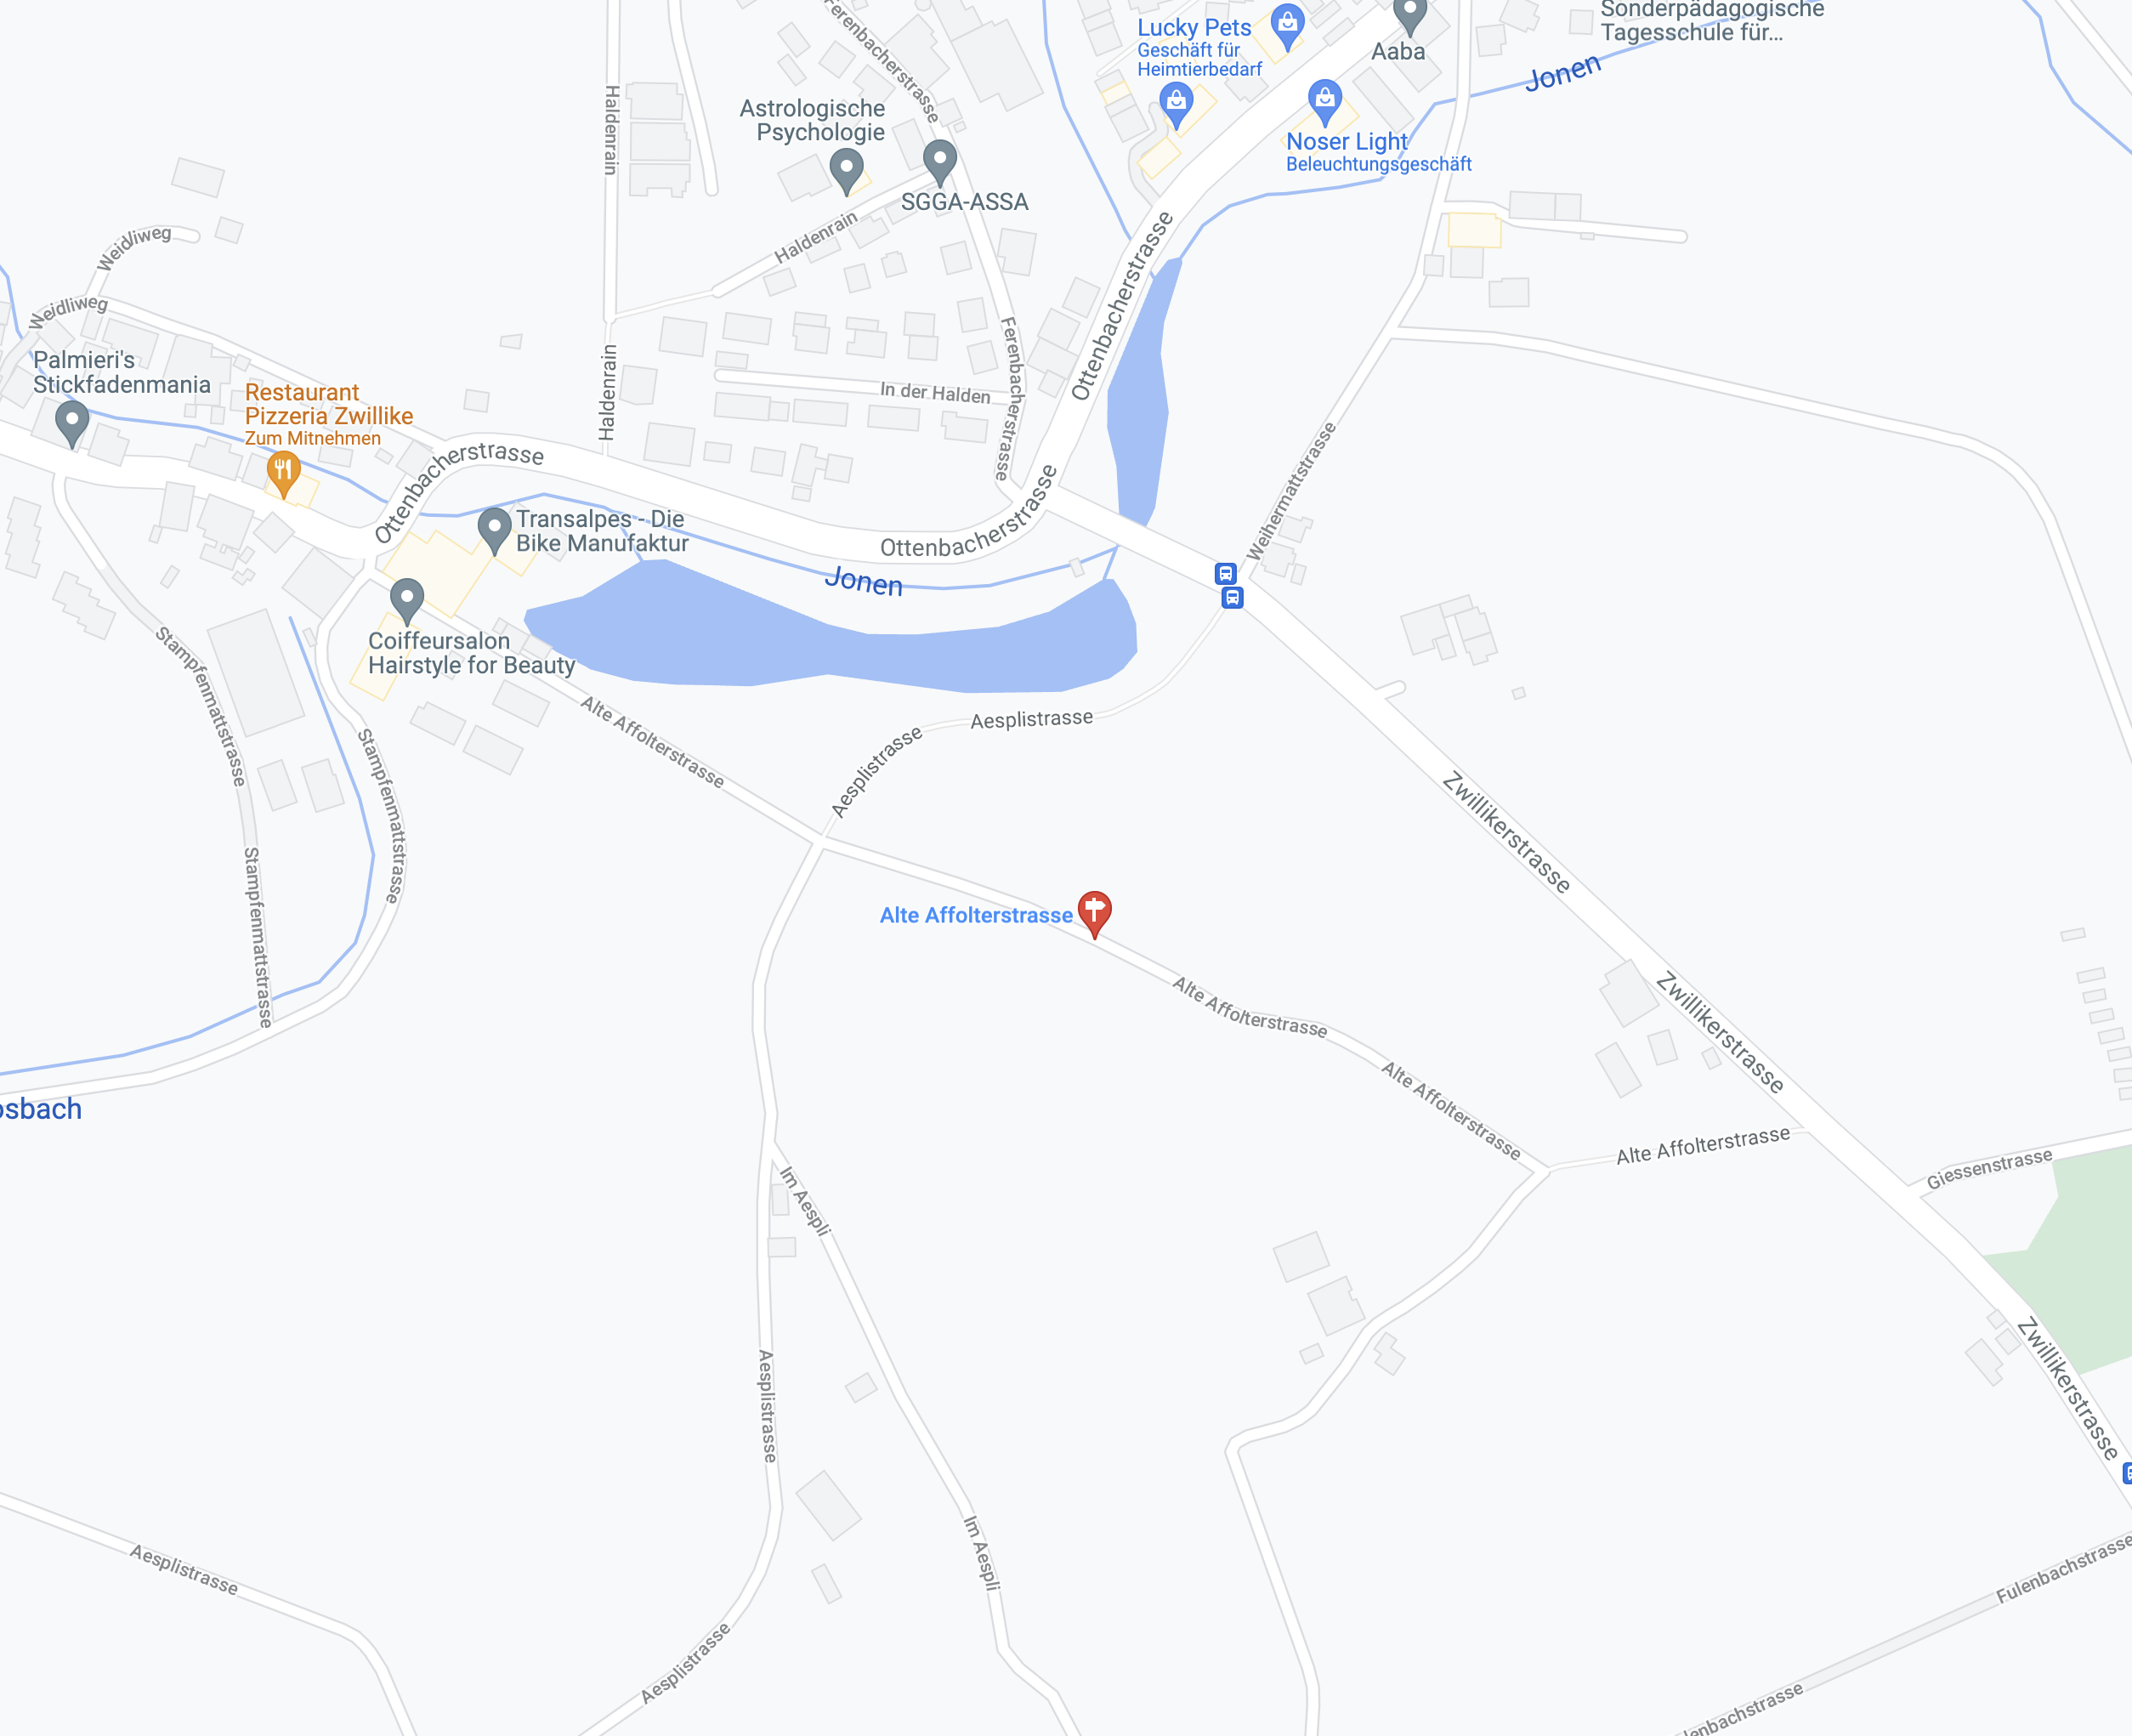 Sonderpädagogische
Tagesschule für...
Lucky Pets
Geschäft für
Heimtierbedarf
Aaba
Jonen
Noser Light
Beleuchtungsgeschäft
Ferenbacherstrasse
Astrologische
Psychologie
SGGA-ASSA
Haldenrain
Haldenrain
Weidliweg
Weidliweg
Ottenbacherstrasse
Palmieri's
Stickfadenmania
Restaurant
Pizzeria Zwillike
Zum Mitnehmen
Haldenrain
In der Halden
Ferenbacherstrasse
Ottenbacherstrasse
Ottenbacherstrasse
Weihermattstrasse
Transalpes - Die
Bike Manufaktur
Ottenbacherstrasse
Jonen
Coiffeursalon
Hairstyle for Beauty
Stampfenmattstrasse
Alte Affolterstrasse
Aesplistrasse
Aesplistrasse
Stampfenmattstrasse
Zwillikerstrasse
Alte Affolterstrasse
Stampfenmattstrasse
Alte Affolterstrasse
Zwillikerstrasse
osbach
Alte Affolterstrasse
Alte Affolterstrasse
Giessenstrasse
Im Aespli
Aesplistrasse
Zwillikerstrasse
Im Aespli
Aesplistrasse
Fulenbachstrasse
Aesplistrasse
lenbachstrasse